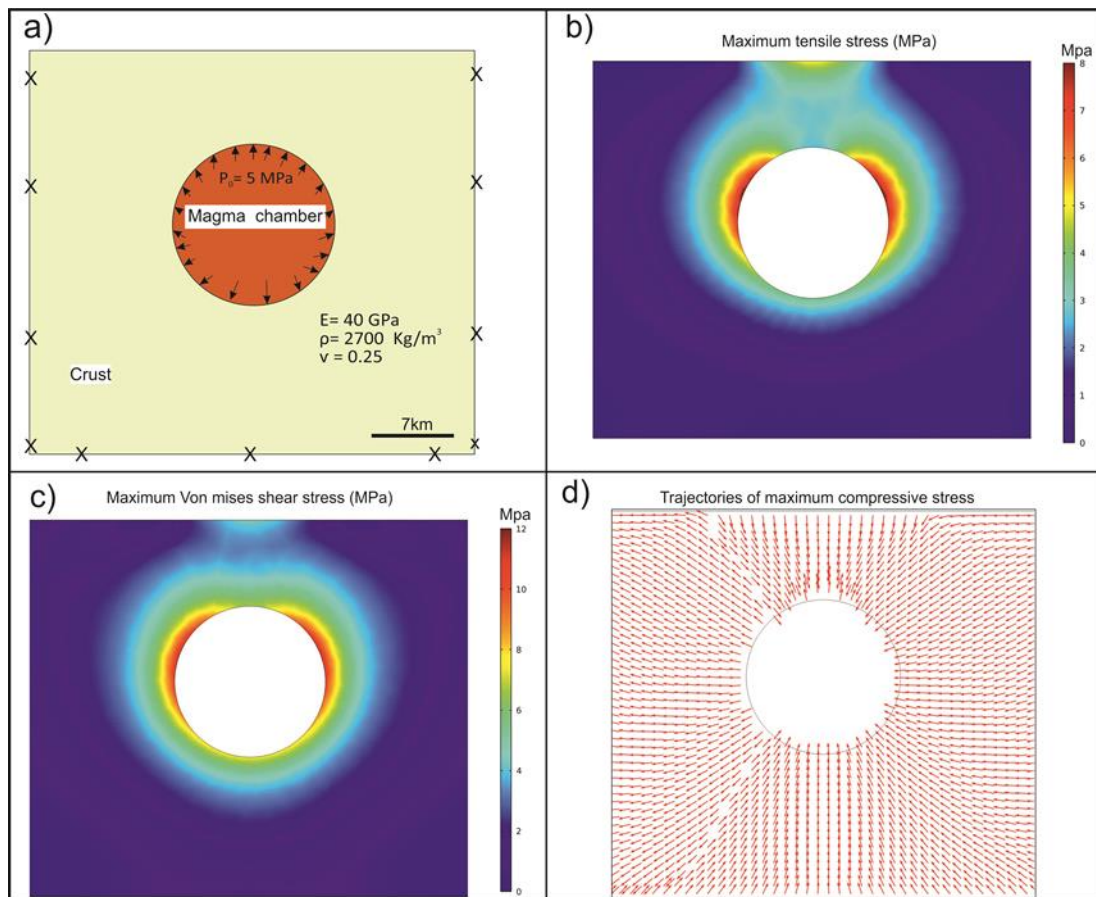 a)
X
X
X
X
P₀= 5 MPa
Magma chamber
X
X
E= 40 GPa
ρ= 2700 Kg/m³
ν = 0.25
Crust
7km
X
x
X
X
X
b)
Maximum tensile stress (MPa)
Mpa
8
7
6
5
4
3
2
1
0
c)
Maximum Von mises shear stress (MPa)
Mpa
12
10
8
6
4
2
0
d)
Trajectories of maximum compressive stress